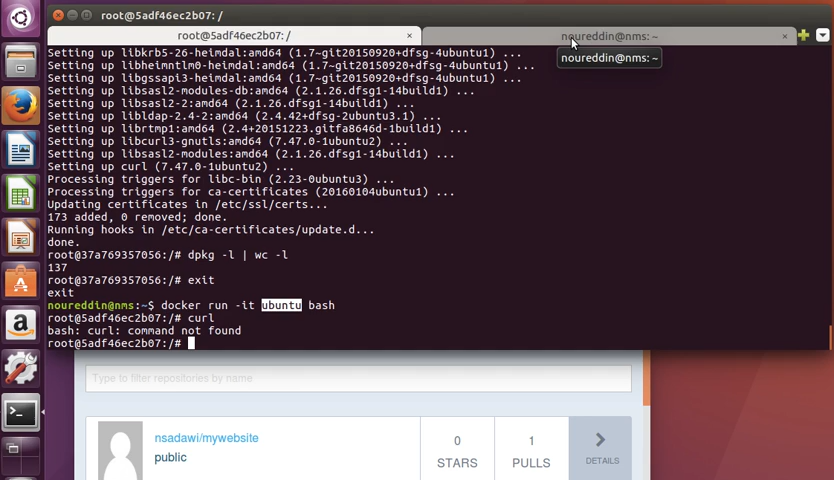 root@5adf46ec2b07: /
root@5adf46ec2b07: /
noureddin@nms: ~
noureddin@nms: ~
Setting up libkrb5-26-heimdal:amd64 (1.7~git20150920+dfsg-4ubuntu1) ...
Setting up libheimntlm0-heimdal:amd64 (1.7~git20150920+dfsg-4ubuntu1) ...
Setting up libgssapi3-heimdal:amd64 (1.7~git20150920+dfsg-4ubuntu1) ...
Setting up libsasl2-modules-db:amd64 (2.1.26.dfsg1-14build1) ...
Setting up libsasl2-2:amd64 (2.1.26.dfsg1-14build1) ...
Setting up libldap-2.4-2:amd64 (2.4.42+dfsg-2ubuntu3.1) ...
Setting up librtmp1:amd64 (2.4+20151223.gitfa8646d-1build1) ...
Setting up libcurl3-gnutls:amd64 (7.47.0-1ubuntu2) ...
Setting up libsasl2-modules:amd64 (2.1.26.dfsg1-14build1) ...
Setting up curl (7.47.0-1ubuntu2) ...
Processing triggers for libc-bin (2.23-0ubuntu3) ...
Processing triggers for ca-certificates (20160104ubuntu1) ...
Updating certificates in /etc/ssl/certs...
173 added, 0 removed; done.
Running hooks in /etc/ca-certificates/update.d...
done.
root@37a769357056:/# dpkg -l | wc -l
137
root@37a769357056:/# exit
exit
noureddin@nms:~$ docker run -it ubuntu bash
root@5adf46ec2b07:/# curl
bash: curl: command not found
root@5adf46ec2b07:/#
Type to filter repositories by name
nsadawi/mywebsite
public
0
STARS
1
PULLS
DETAILS